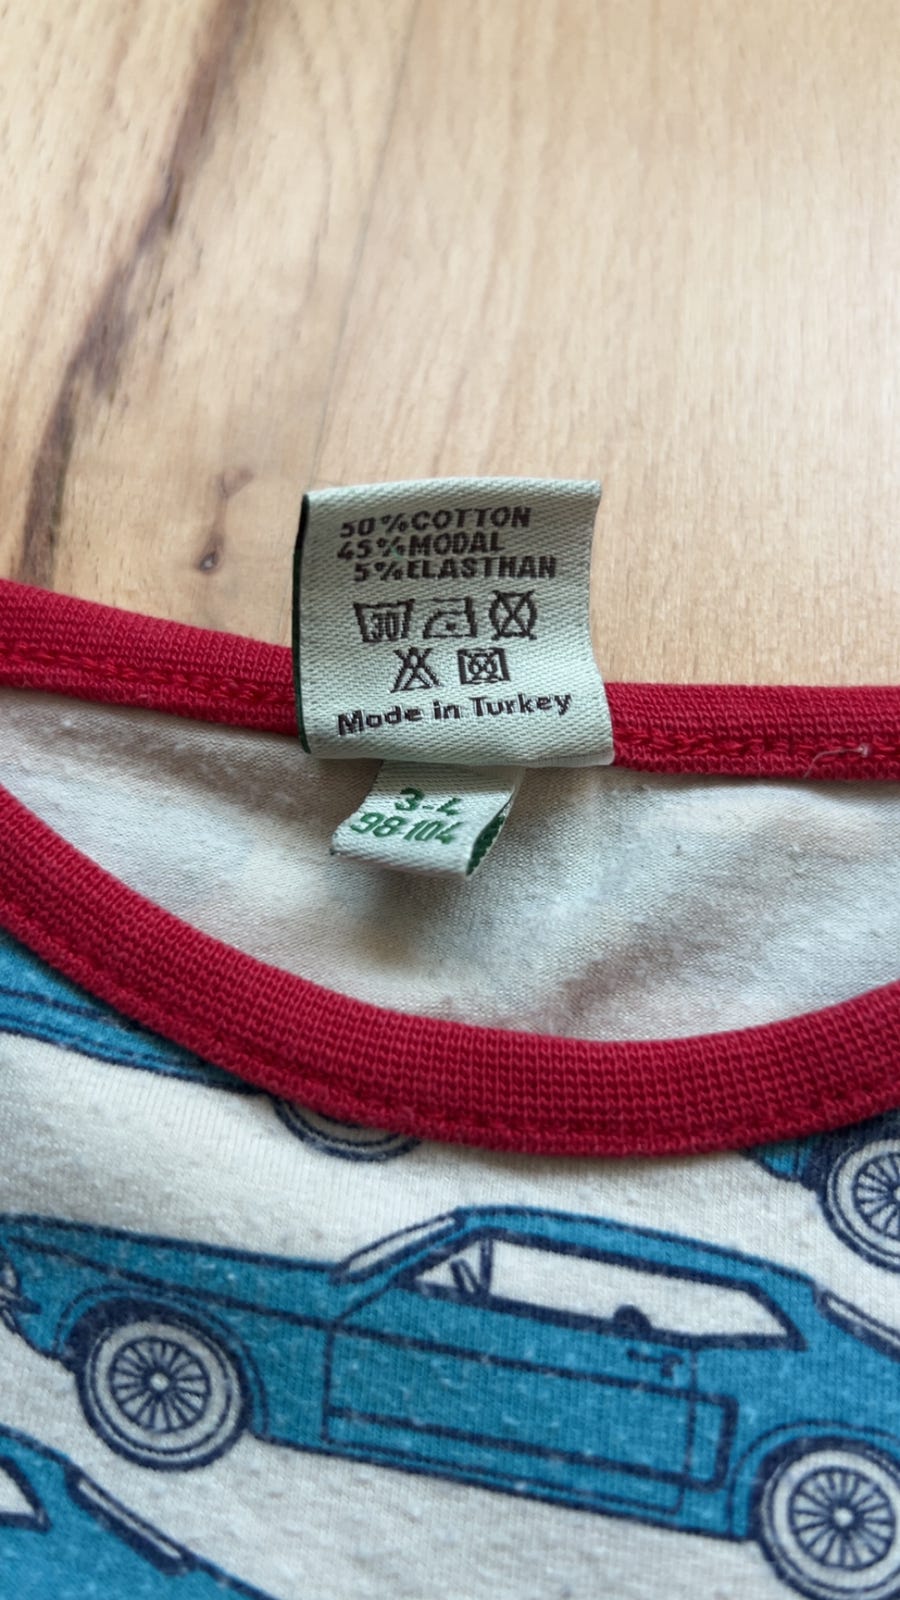 50%COTTON
45%MODAL
5%ELASTHAN
30
Made in Turkey
3-4
98-104